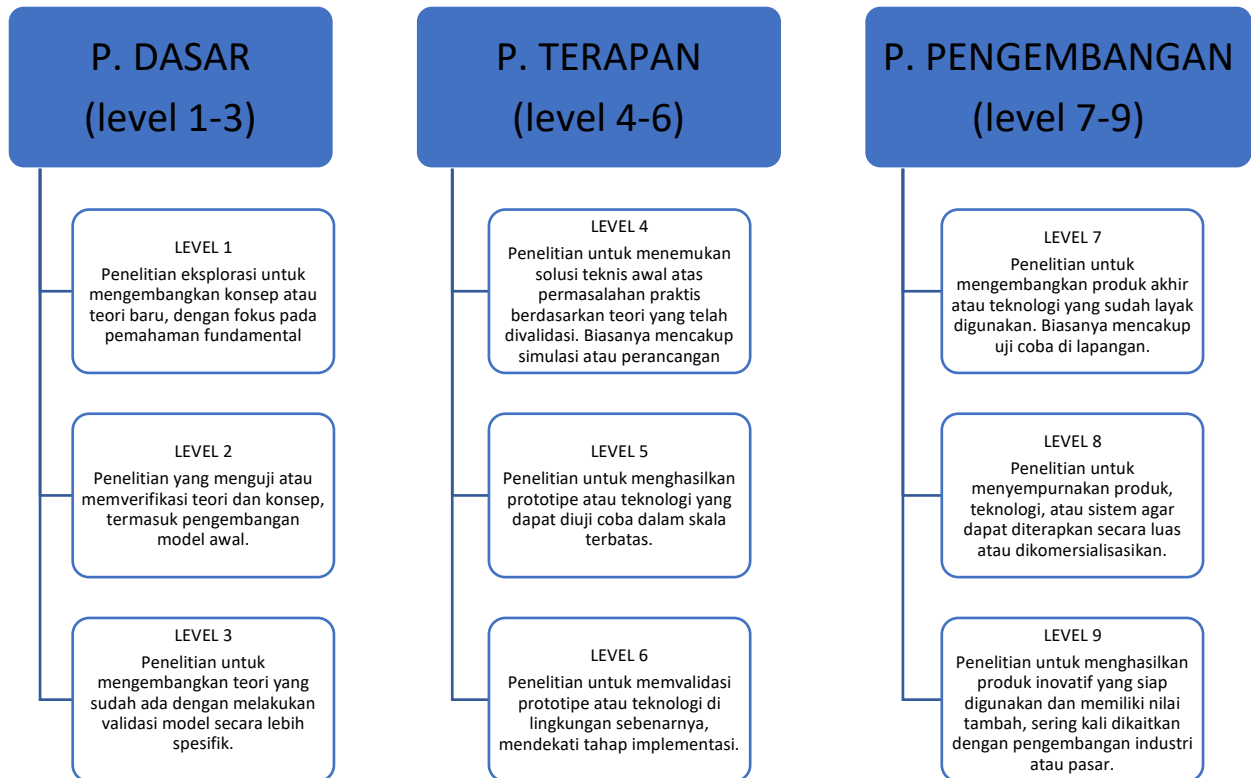 P. DASAR
(level 1-3)
LEVEL 1
Penelitian eksplorasi untuk
mengembangkan konsep atau
teori baru, dengan fokus pada
pemahaman fundamental
LEVEL 2
Penelitian yang menguji atau
memverifikasi teori dan konsep,
termasuk pengembangan
model awal.
LEVEL 3
Penelitian untuk
mengembangkan teori yang
sudah ada dengan melakukan
validasi model secara lebih
spesifik.
P. TERAPAN
(level 4-6)
LEVEL 4
Penelitian untuk menemukan
solusi teknis awal atas
permasalahan praktis
berdasarkan teori yang telah
divalidasi. Biasanya mencakup
simulasi atau perancangan
LEVEL 5
Penelitian untuk menghasilkan
prototipe atau teknologi yang
dapat diuji coba dalam skala
terbatas.
LEVEL 6
Penelitian untuk memvalidasi
prototipe atau teknologi di
lingkungan sebenarnya,
mendekati tahap implementasi.
P. PENGEMBANGAN
(level 7-9)
LEVEL 7
Penelitian untuk
mengembangkan produk akhir
atau teknologi yang sudah layak
digunakan. Biasanya mencakup
uji coba di lapangan.
LEVEL 8
Penelitian untuk
menyempurnakan produk,
teknologi, atau sistem agar
dapat diterapkan secara luas
atau dikomersialisasikan.
LEVEL 9
Penelitian untuk menghasilkan
produk inovatif yang siap
digunakan dan memiliki nilai
tambah, sering kali dikaitkan
dengan pengembangan industri
atau pasar.